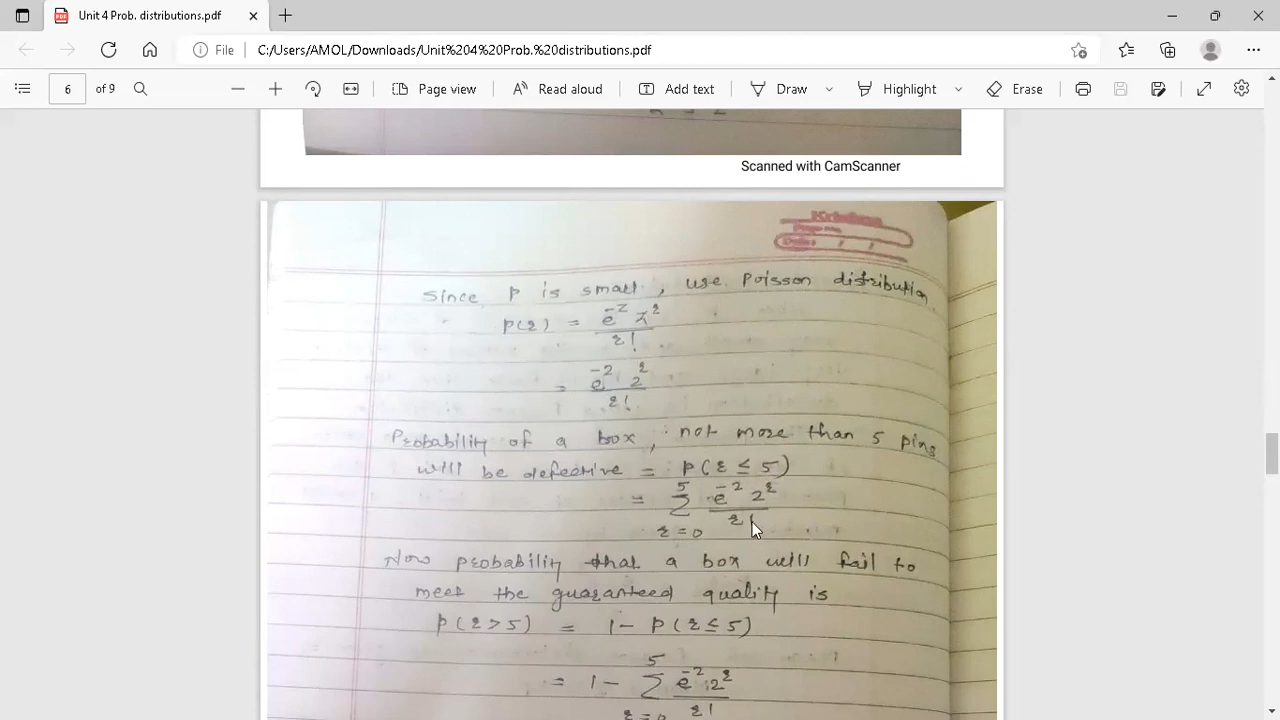 Unit 4 Prob. distributions.pdf
File C:/Users/AMOL/Downloads/Unit%204%20Prob.%20distributions.pdf
6 of 9 Page view Read aloud Add text Draw Highlight Erase
Scanned with CamScanner
Since p is small, use Poisson distribution
p(r) = e^-z z^r / r!
= e^-2 2^r / r!
Probability of a box, not more than 5 pins
will be defective = p(r ≤ 5)
= 5 Σ r=0 e^-2 2^r / r!
Now probability that a box will fail to
meet the guaranteed quality is
p(r > 5) = 1 - p(r ≤ 5)
= 1 - 5 Σ r=0 e^-2 2^r / r!